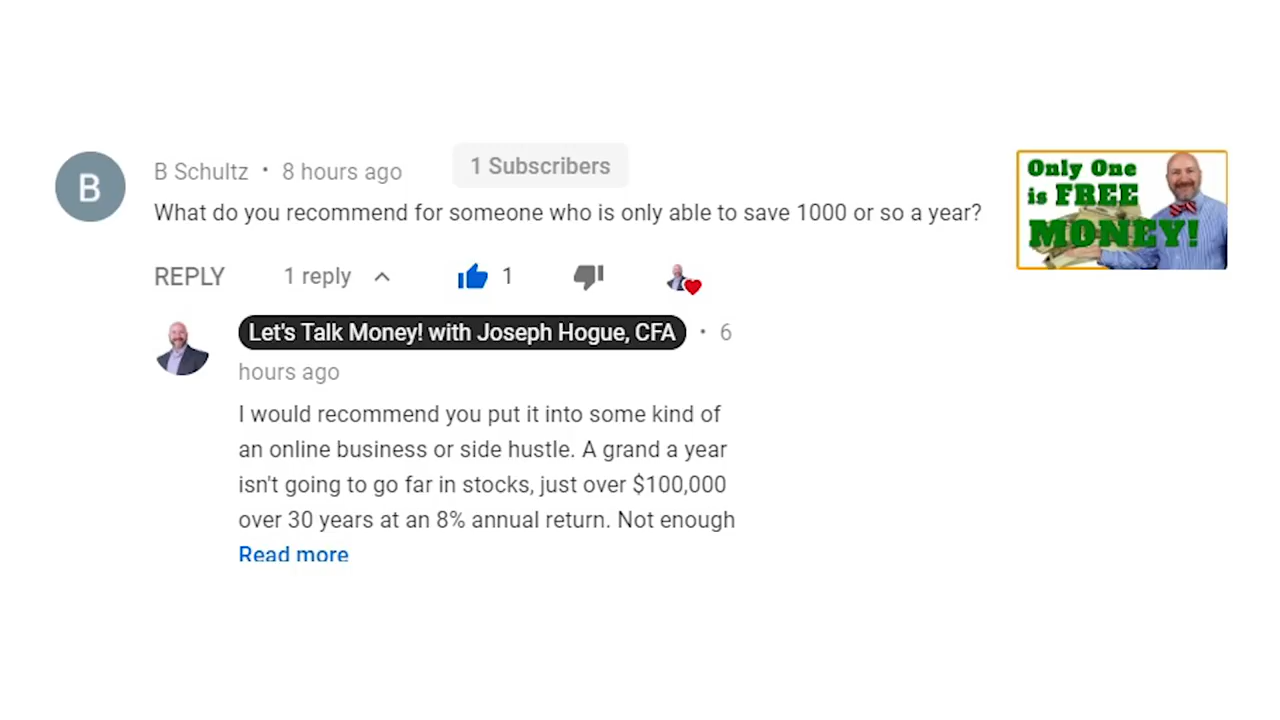 B
B Schultz • 8 hours ago
1 Subscribers
What do you recommend for someone who is only able to save 1000 or so a year?
Only One
is FREE
MONEY!
REPLY
1 reply
1
Let's Talk Money! with Joseph Hogue, CFA • 6
hours ago
I would recommend you put it into some kind of
an online business or side hustle. A grand a year
isn't going to go far in stocks, just over $100,000
over 30 years at an 8% annual return. Not enough
Read more